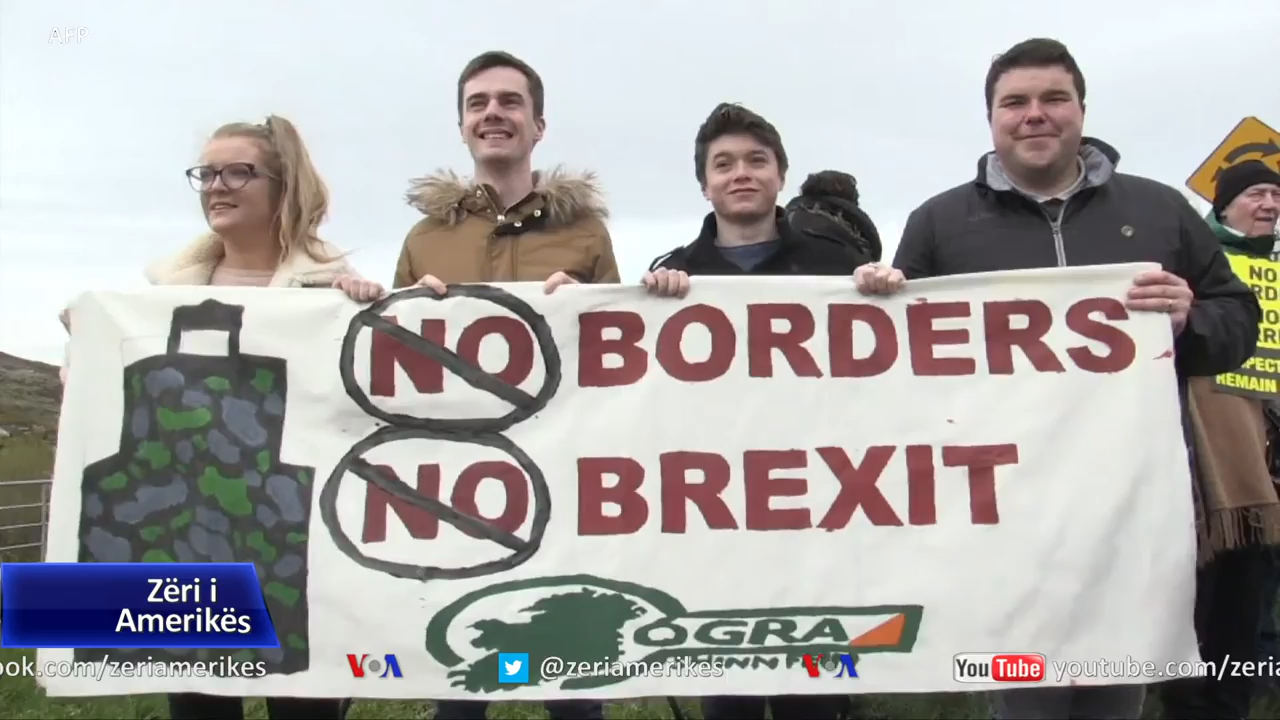 AFP
NO BORDERS
NO BREXIT
ÓGRA
Zëri i
Amerikës
ook.com/zeriamerikes
VOA
@zeriamerikes
VOA
YouTube youtube.com/zeria
NO
NO
REMAIN